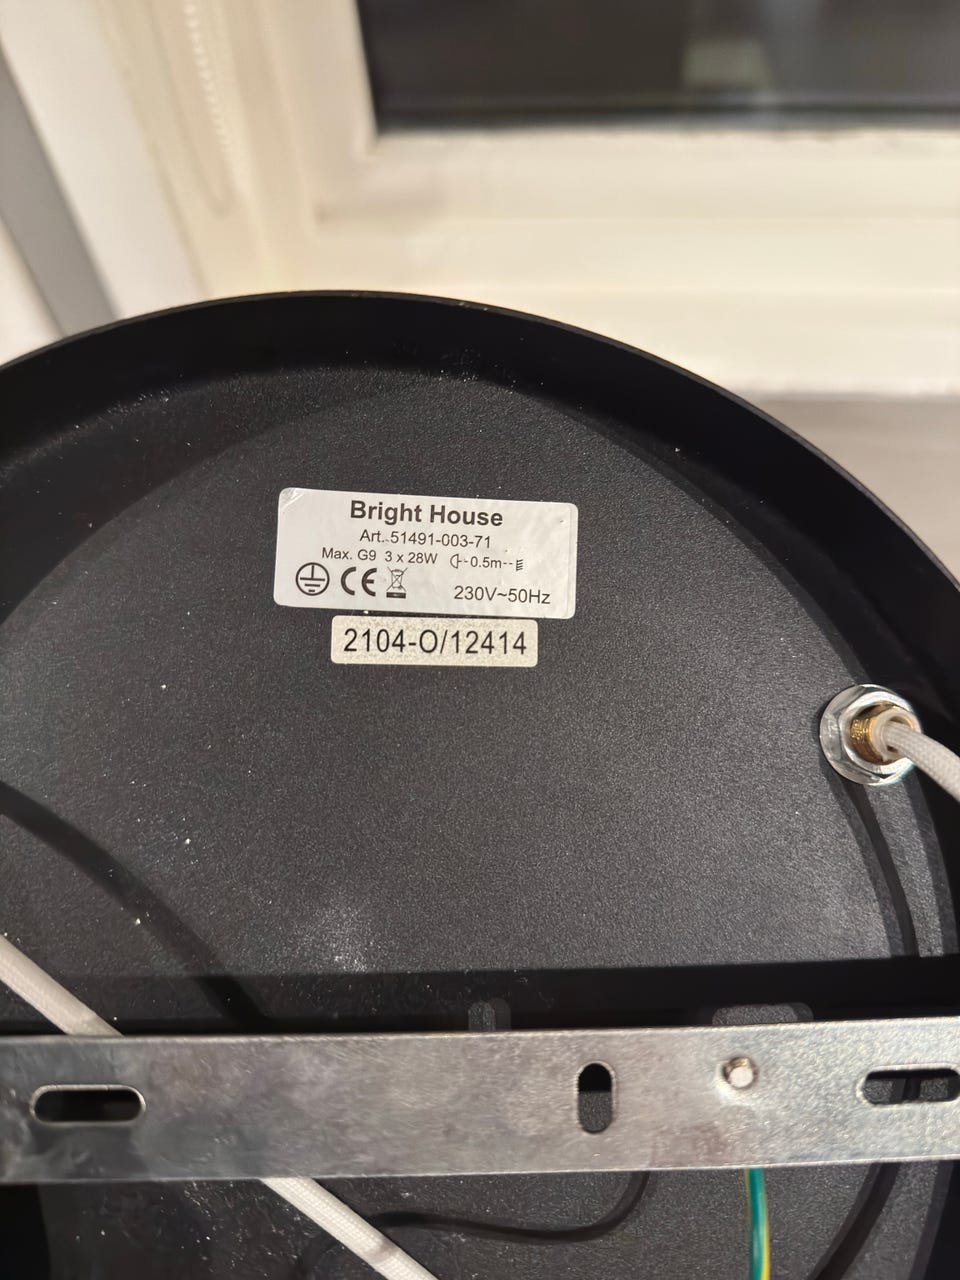 Bright House
Art. 51491-003-71
Max. G9 3 x 28W -0.5m--
CE
230V~50Hz
2104-O/12414